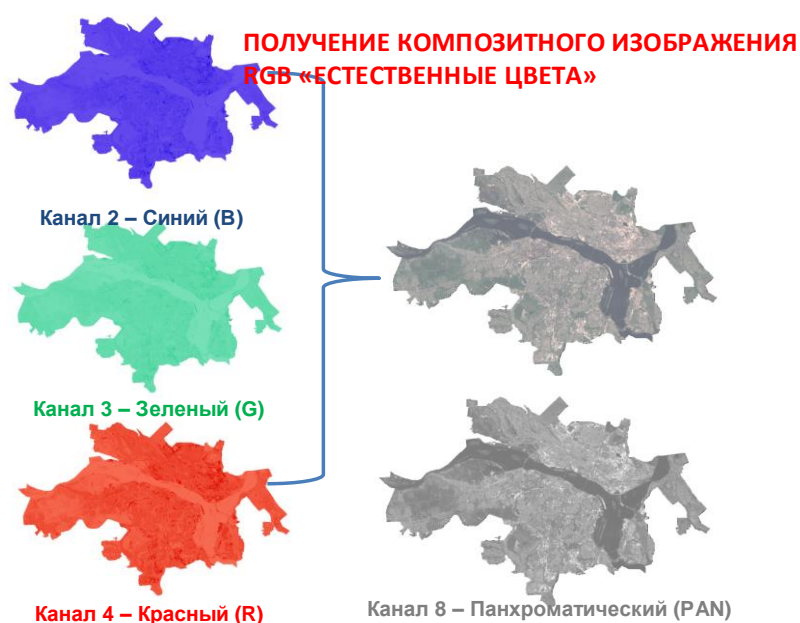 ПОЛУЧЕНИЕ КОМПОЗИТНОГО ИЗОБРАЖЕНИЯ
RGB «ЕСТЕСТВЕННЫЕ ЦВЕТА»
Канал 2 – Синий (B)
Канал 3 – Зеленый (G)
Канал 4 – Красный (R)
Канал 8 – Панхроматический (PAN)